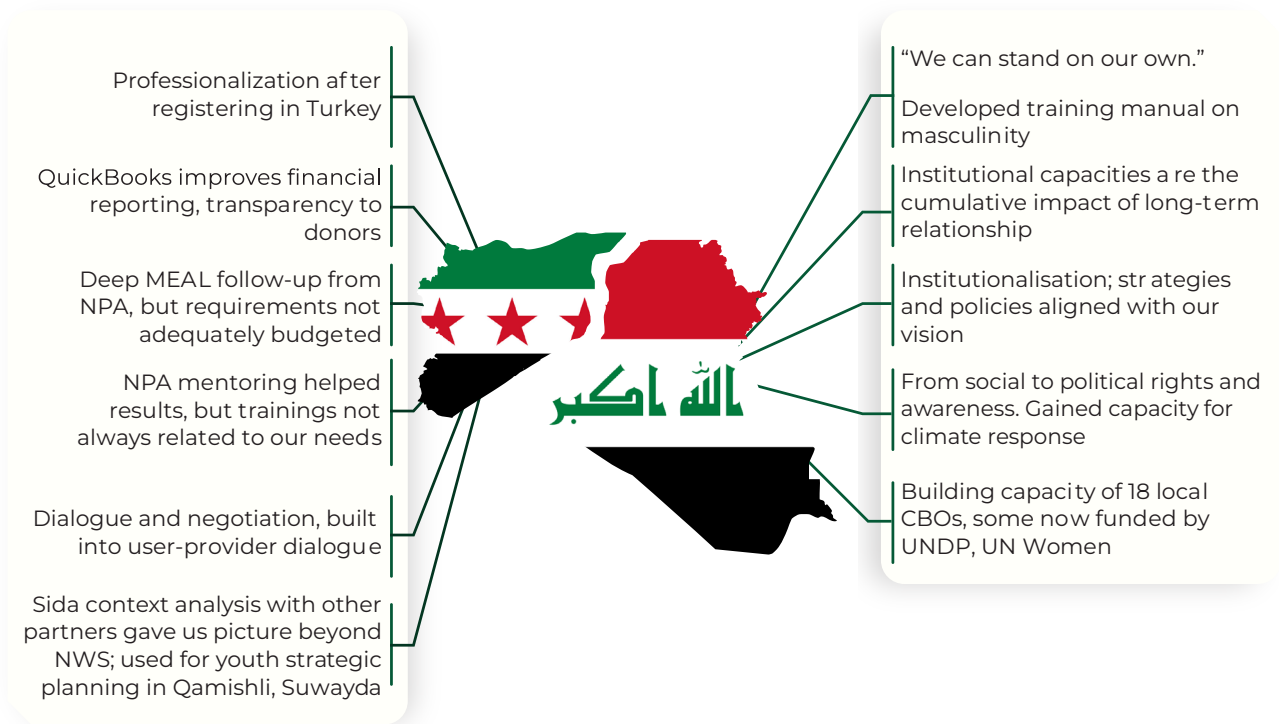 Professionalization after
registering in Turkey
QuickBooks improves financial
reporting, transparency to
donors
Deep MEAL follow-up from
NPA, but requirements not
adequately budgeted
NPA mentoring helped
results, but trainings not
always related to our needs
Dialogue and negotiation, built
into user-provider dialogue
Sida context analysis with other
partners gave us picture beyond
NWS; used for youth strategic
planning in Qamishli, Suwayda
الله اكبر
“We can stand on our own.”
Developed training manual on
masculinity
Institutional capacities are the
cumulative impact of long-term
relationship
Institutionalisation; strategies
and policies aligned with our
vision
From social to political rights and
awareness. Gained capacity for
climate response
Building capacity of 18 local
CBOs, some now funded by
UNDP, UN Women